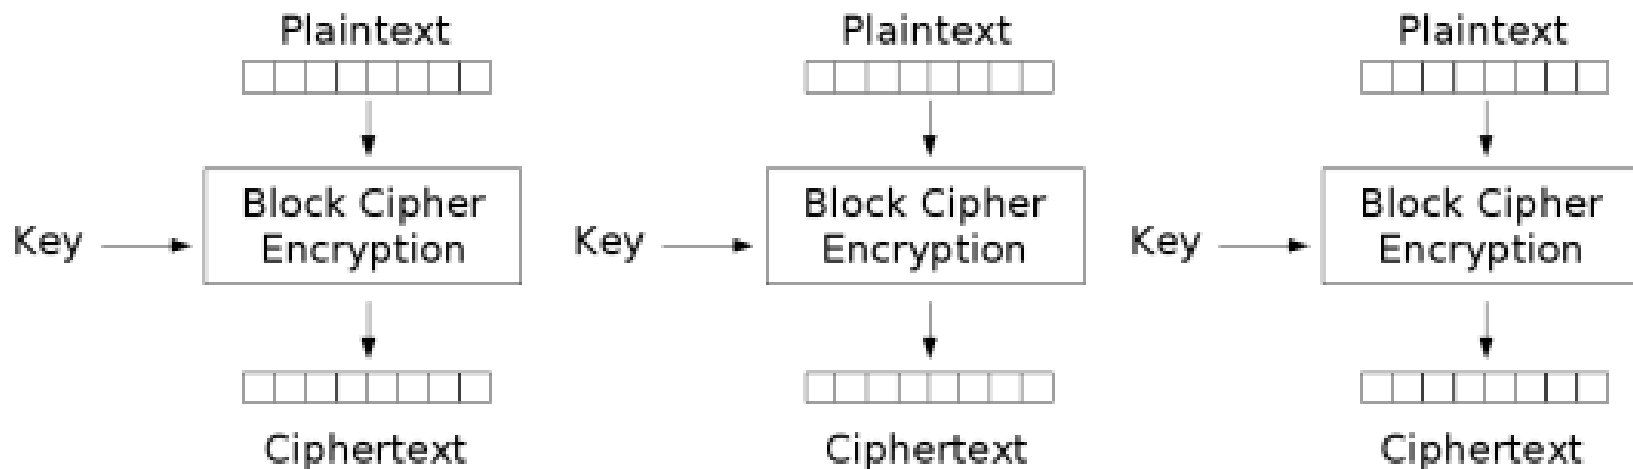 Plaintext Plaintext Plaintext
Block Cipher Block Cipher Block Cipher
Key Encryption Key Encryption Key Encryption
Ciphertext Ciphertext Ciphertext